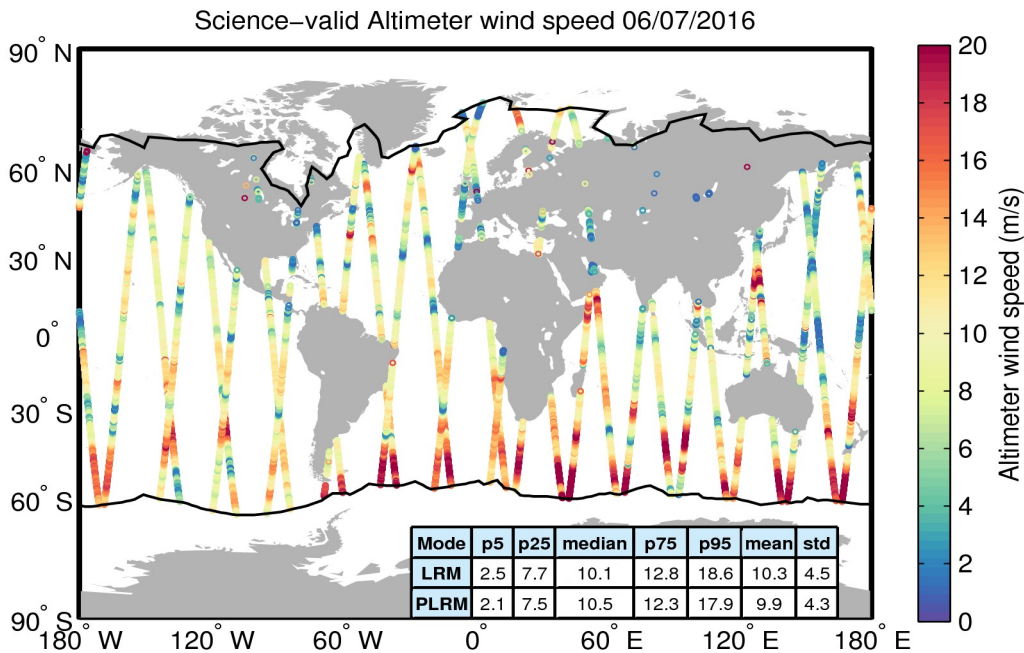 Science−valid Altimeter wind speed 06/07/2016
90° N
60° N
30° N
0°
30° S
60° S
90° S
180° W
120° W
60° W
0°
60° E
120° E
180° E
Mode p5 p25 median p75 p95 mean std
LRM 2.5 7.7 10.1 12.8 18.6 10.3 4.5
PLRM 2.1 7.5 10.5 12.3 17.9 9.9 4.3
20
18
16
14
12
10
8
6
4
2
0
Altimeter wind speed (m/s)